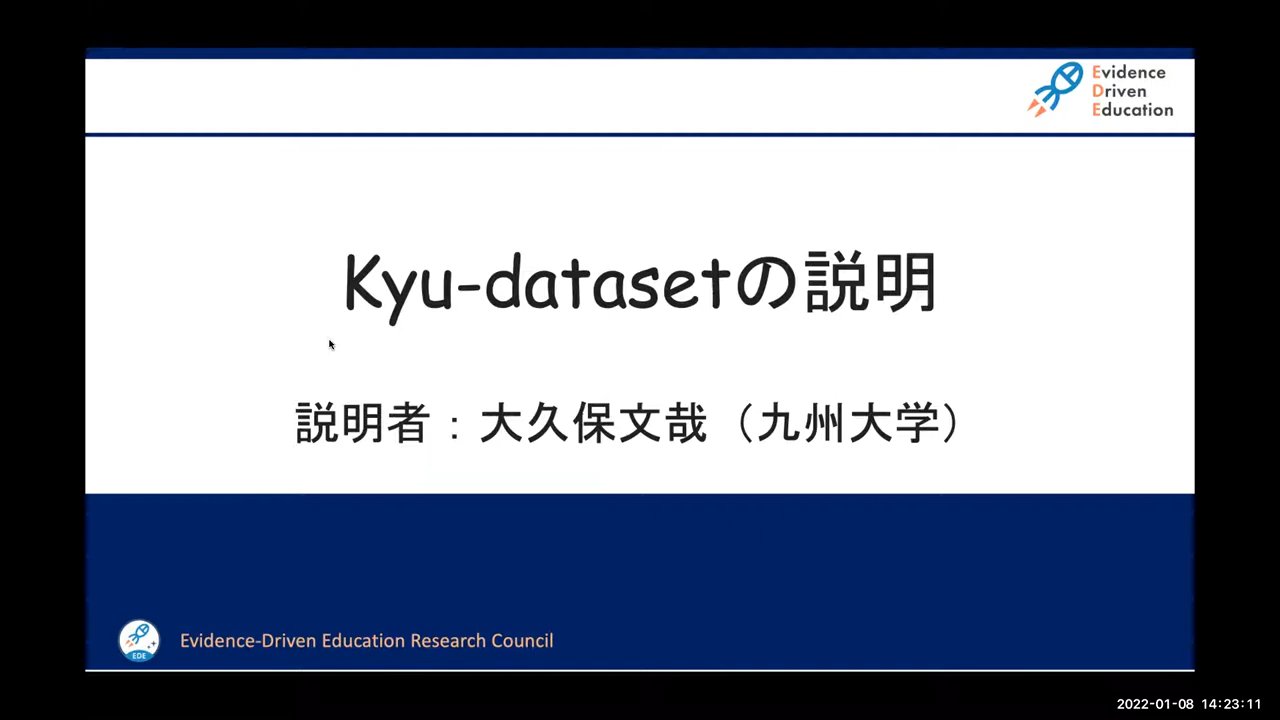 Evidence
Driven
Education
Kyu-datasetの説明
説明者：大久保文哉（九州大学）
EDE
Evidence-Driven Education Research Council
2022-01-08 14:23:11